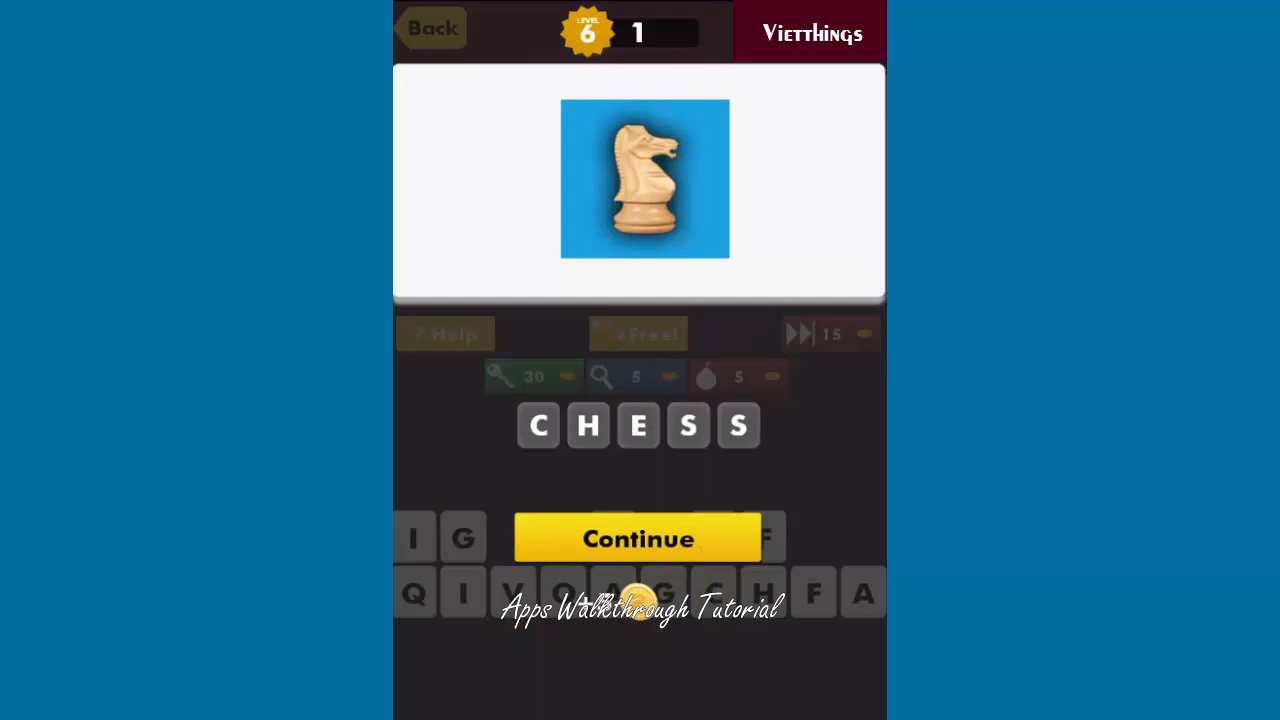 Back
LEVEL
6
1
Vietthings
? Help
Free!
15
30
5
5
C H E S S
I G
Continue
F
Q I V O A G C H F A
Apps Walkthrough Tutorial